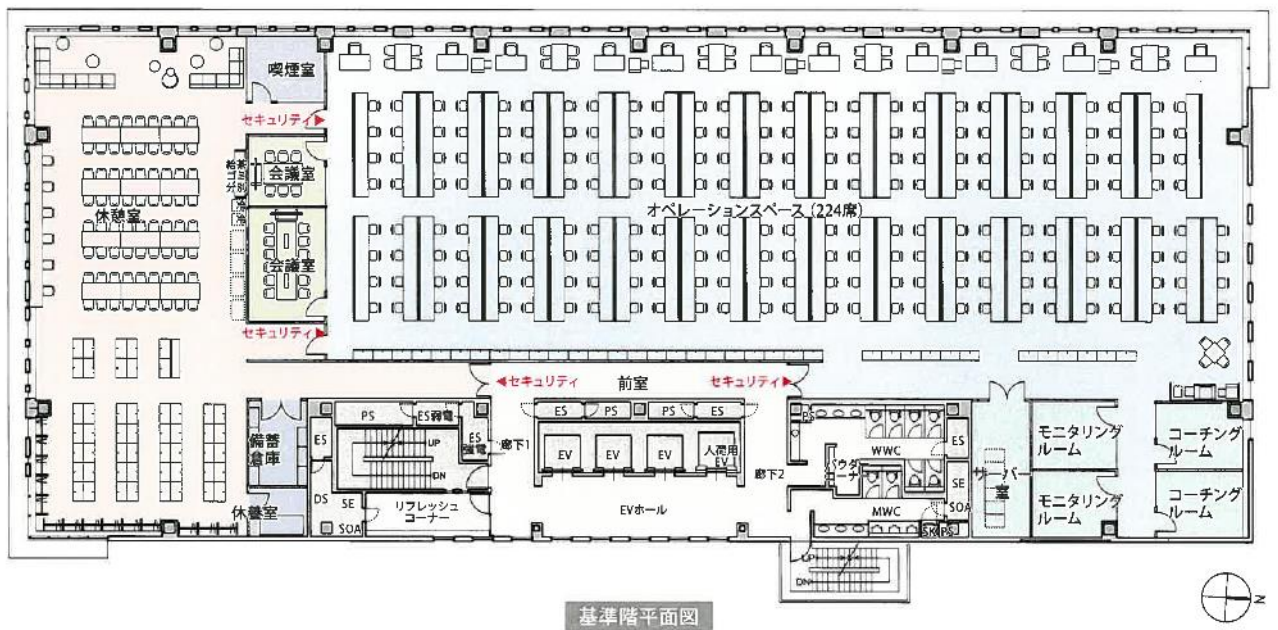 喫煙室
セキュリティ▶
会議室
オペレーションスペース (224席)
休憩室
会議室
セキュリティ▶
◀セキュリティ
前室
セキュリティ▶
PS
ES弱電
ES
PS
PS
ES
PS
備蓄
倉庫
ES
UP
ES
強電
廊下1
EV
EV
EV
人荷用
EV
廊下2
WWC
ES
モニタリング
ルーム
コーチング
ルーム
パウダー
コーナー
サーバー
室
DN
DS
SE
SOA
リフレッシュ
コーナー
EVホール
MWC
SE
SOA
SK
PS
休養室
モニタリング
ルーム
コーチング
ルーム
UP
DN
N
基準階平面図